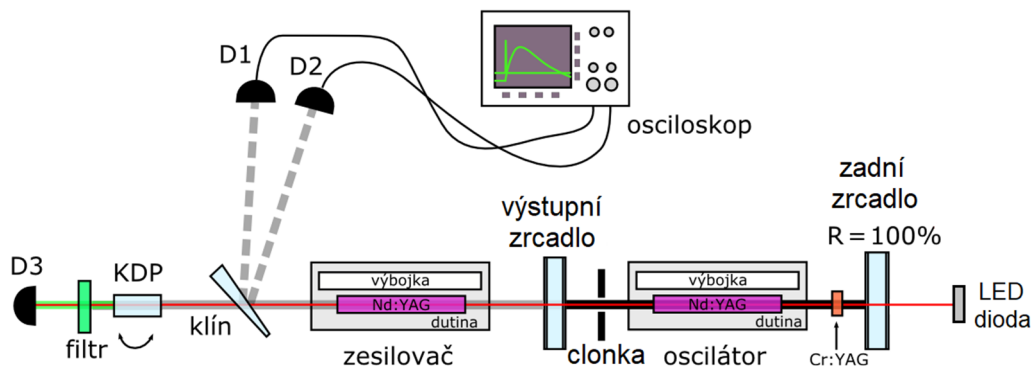 D1
D2
osciloskop
zadní
zrcadlo
R = 100%
výstupní
zrcadlo
D3
KDP
klín
filtr
výbojka
Nd:YAG
dutina
zesilovač
clonka
výbojka
Nd:YAG
dutina
oscilátor
Cr:YAG
LED
dioda